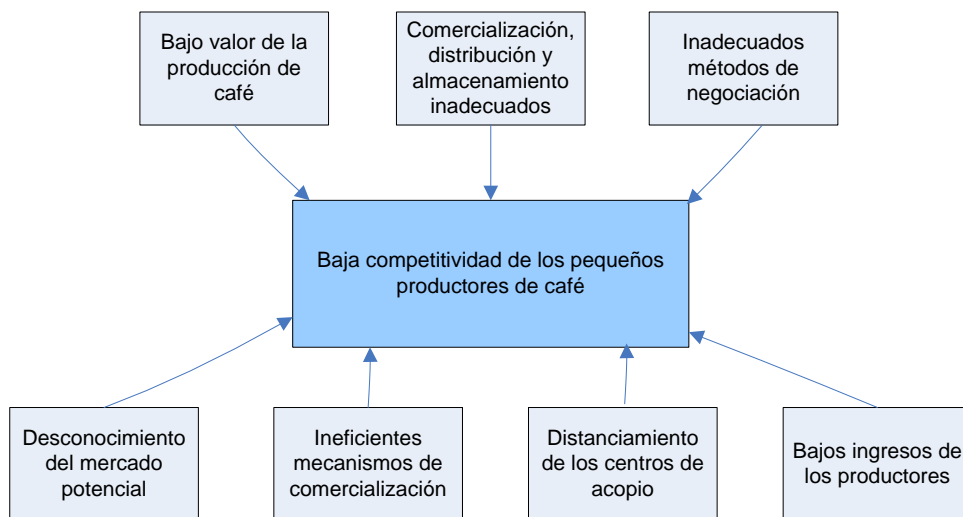 Bajo valor de la
producción de
café
Comercialización,
distribución y
almacenamiento
inadecuados
Inadecuados
métodos de
negociación
Baja competitividad de los pequeños
productores de café
Desconocimiento
del mercado
potencial
Ineficientes
mecanismos de
comercialización
Distanciamiento
de los centros de
acopio
Bajos ingresos de
los productores